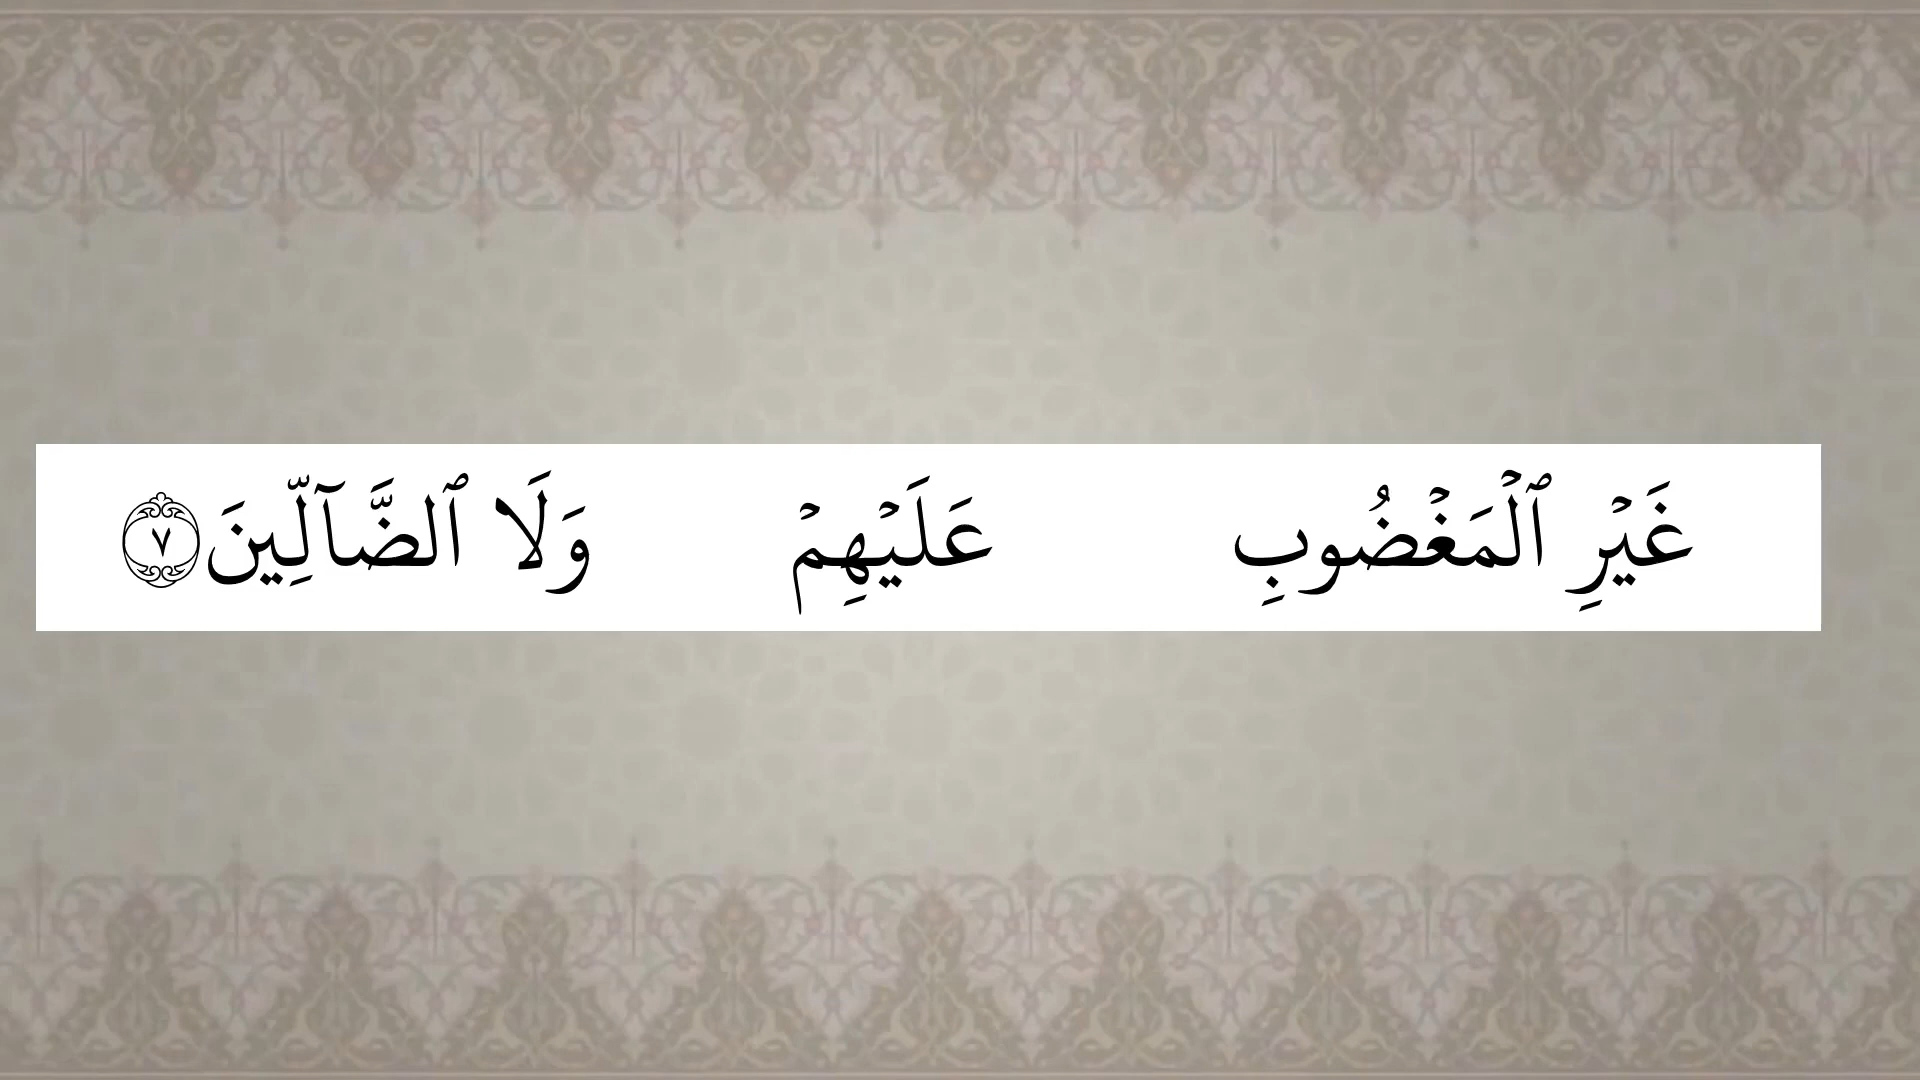 غَيۡرِ ٱلۡمَغۡضُوبِ عَلَيۡهِمۡ وَلَا ٱلضَّآلِّينَ ٧